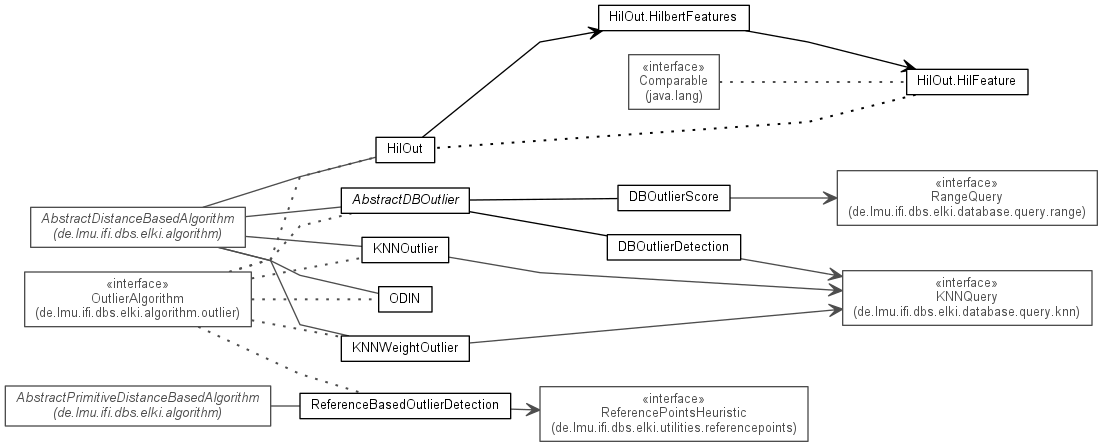 HilOut.HilbertFeatures
«interface»
Comparable
(java.lang)
HilOut.HilFeature
HilOut
AbstractDistanceBasedAlgorithm
(de.lmu.ifi.dbs.elki.algorithm)
AbstractDBOutlier
DBOutlierScore
«interface»
RangeQuery
(de.lmu.ifi.dbs.elki.database.query.range)
KNNOutlier
DBOutlierDetection
«interface»
OutlierAlgorithm
(de.lmu.ifi.dbs.elki.algorithm.outlier)
ODIN
«interface»
KNNQuery
(de.lmu.ifi.dbs.elki.database.query.knn)
KNNWeightOutlier
AbstractPrimitiveDistanceBasedAlgorithm
(de.lmu.ifi.dbs.elki.algorithm)
ReferenceBasedOutlierDetection
«interface»
ReferencePointsHeuristic
(de.lmu.ifi.dbs.elki.utilities.referencepoints)